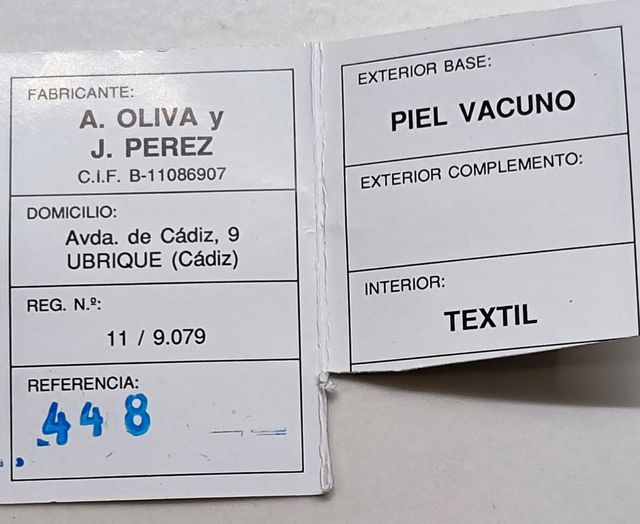 FABRICANTE:
A. OLIVA y
J. PEREZ
C.I.F. B-11086907
DOMICILIO:
Avda. de Cádiz, 9
UBRIQUE (Cádiz)
REG. N.º:
11 / 9.079
REFERENCIA:
448
EXTERIOR BASE:
PIEL VACUNO
EXTERIOR COMPLEMENTO:
INTERIOR:
TEXTIL